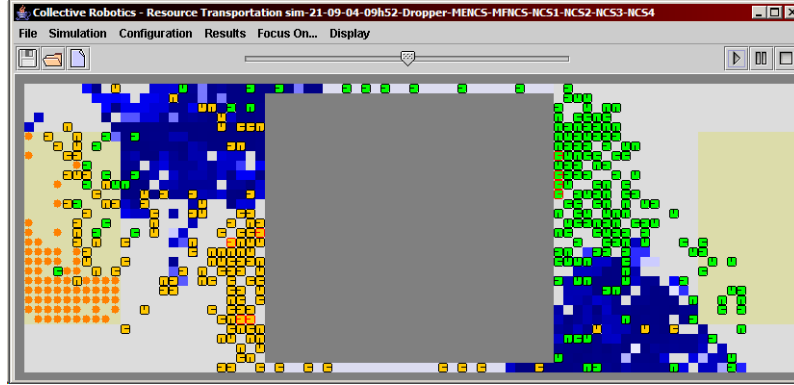 Collective Robotics - Resource Transportation sim-21-09-04-09h52-Dropper-MENCS-MFNCS-NCS1-NCS2-NCS3-NCS4
File Simulation Configuration Results Focus On... Display